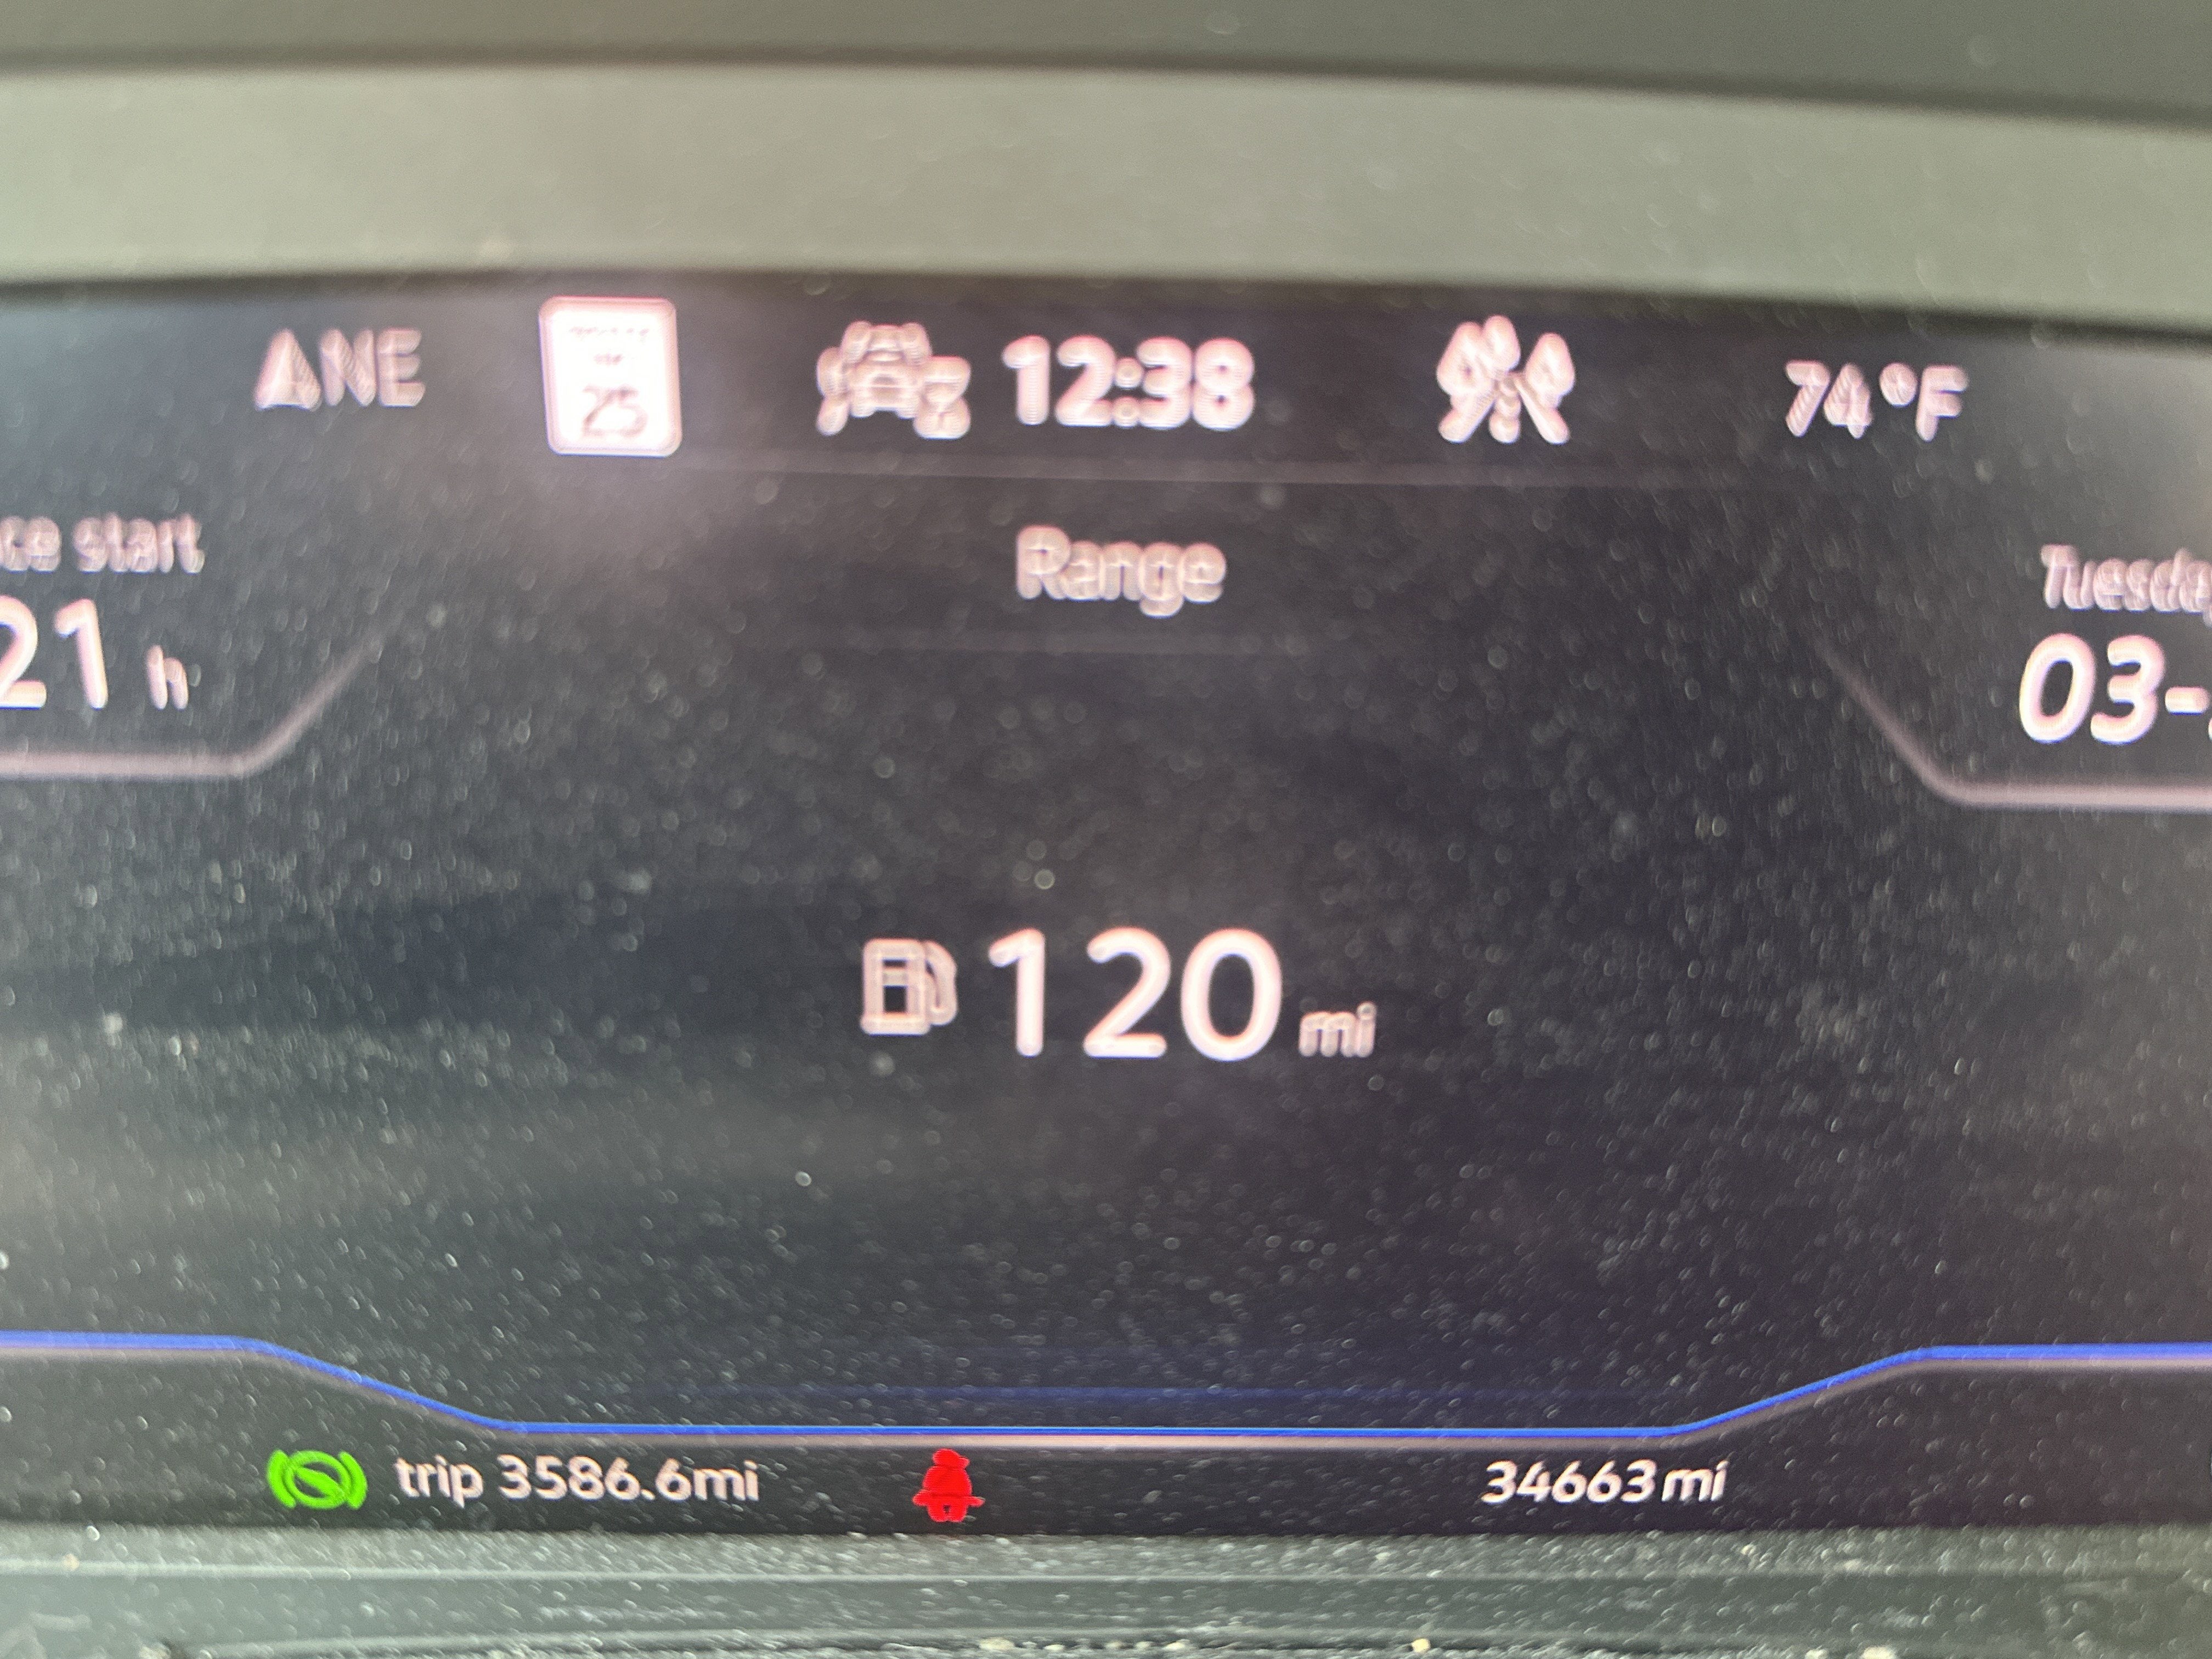 NE
25
12:38
74°F
ce start
Range
Tuesda
21 h
03-
120 mi
trip 3586.6mi
34663 mi